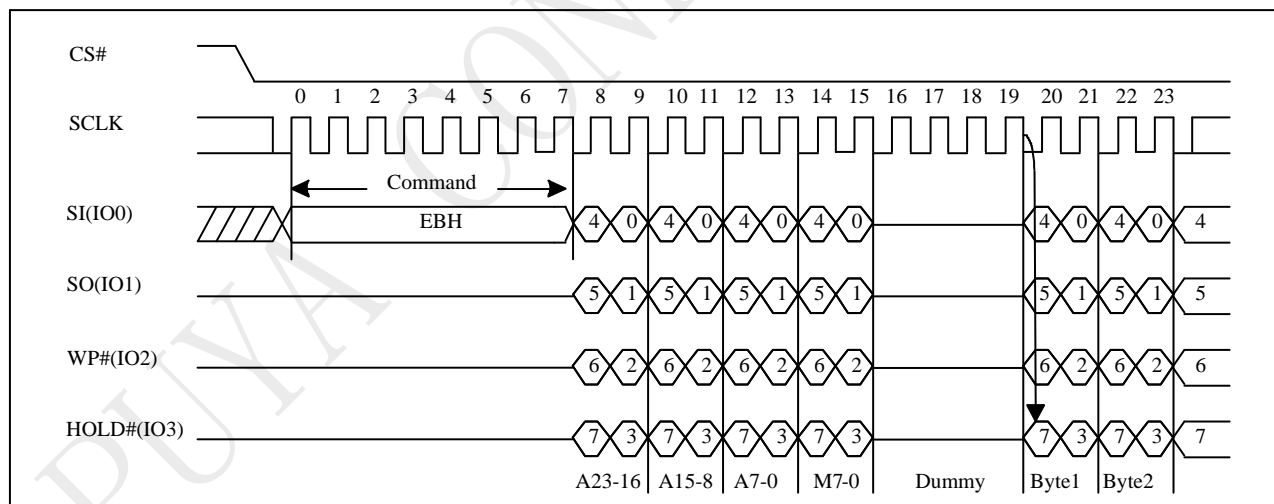 CS#
0 1 2 3 4 5 6 7 8 9 10 11 12 13 14 15 16 17 18 19 20 21 22 23
SCLK
Command
SI(IO0)
EBH 4 0 4 0 4 0 4 0 4 0 4 0 4
SO(IO1)
5 1 5 1 5 1 5 1 5 1 5 1 5
WP#(IO2)
6 2 6 2 6 2 6 2 6 2 6 2 6
HOLD#(IO3)
7 3 7 3 7 3 7 3 7 3 7 3 7
A23-16 A15-8 A7-0 M7-0 Dummy Byte1 Byte2
PUYA CON